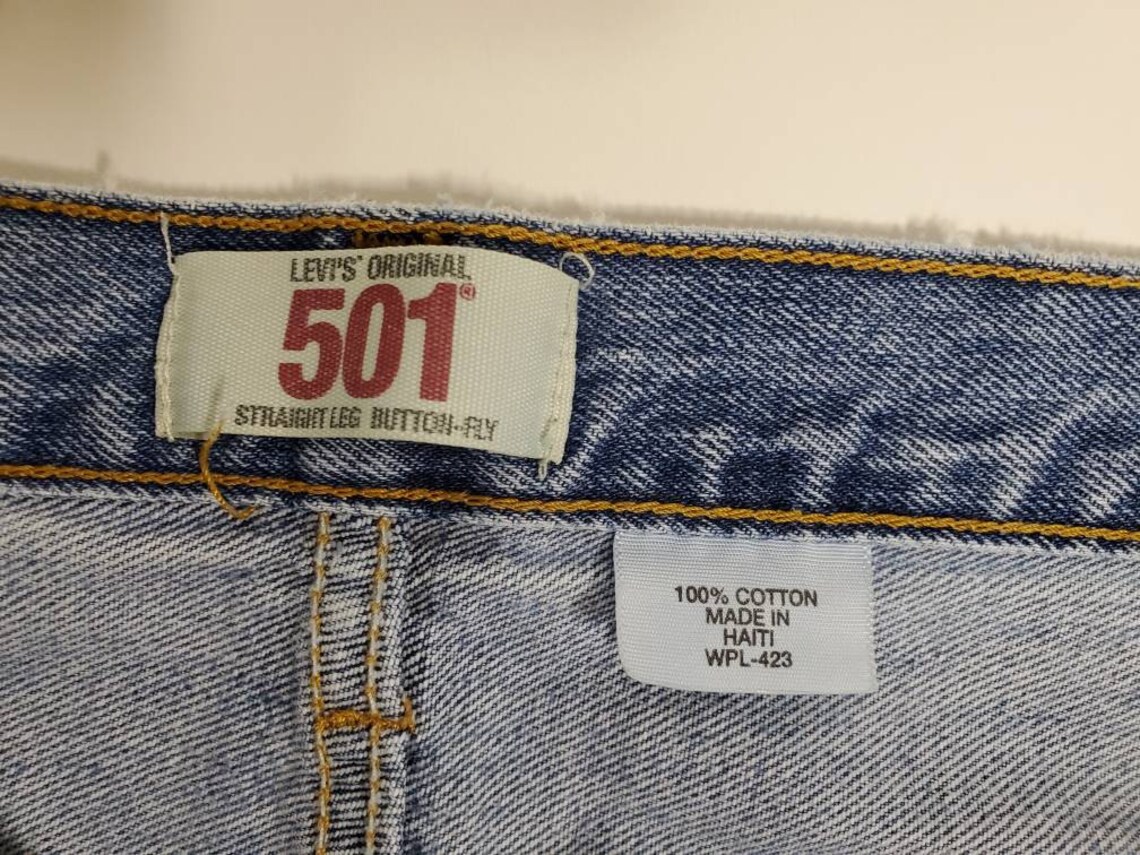 LEVI'S' ORIGINAL
501®
STRAIGHT LEG BUTTON-FLY
100% COTTON
MADE IN
HAITI
WPL-423